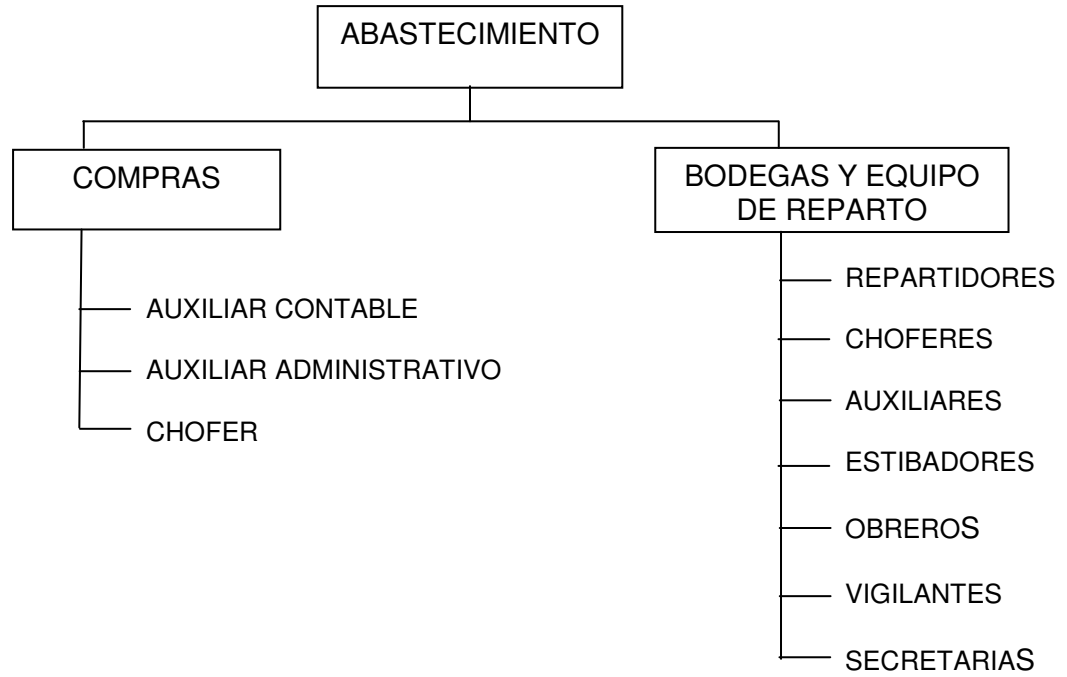 ABASTECIMIENTO
COMPRAS
AUXILIAR CONTABLE
AUXILIAR ADMINISTRATIVO
CHOFER
BODEGAS Y EQUIPO
DE REPARTO
REPARTIDORES
CHOFERES
AUXILIARES
ESTIBADORES
OBREROS
VIGILANTES
SECRETARIAS